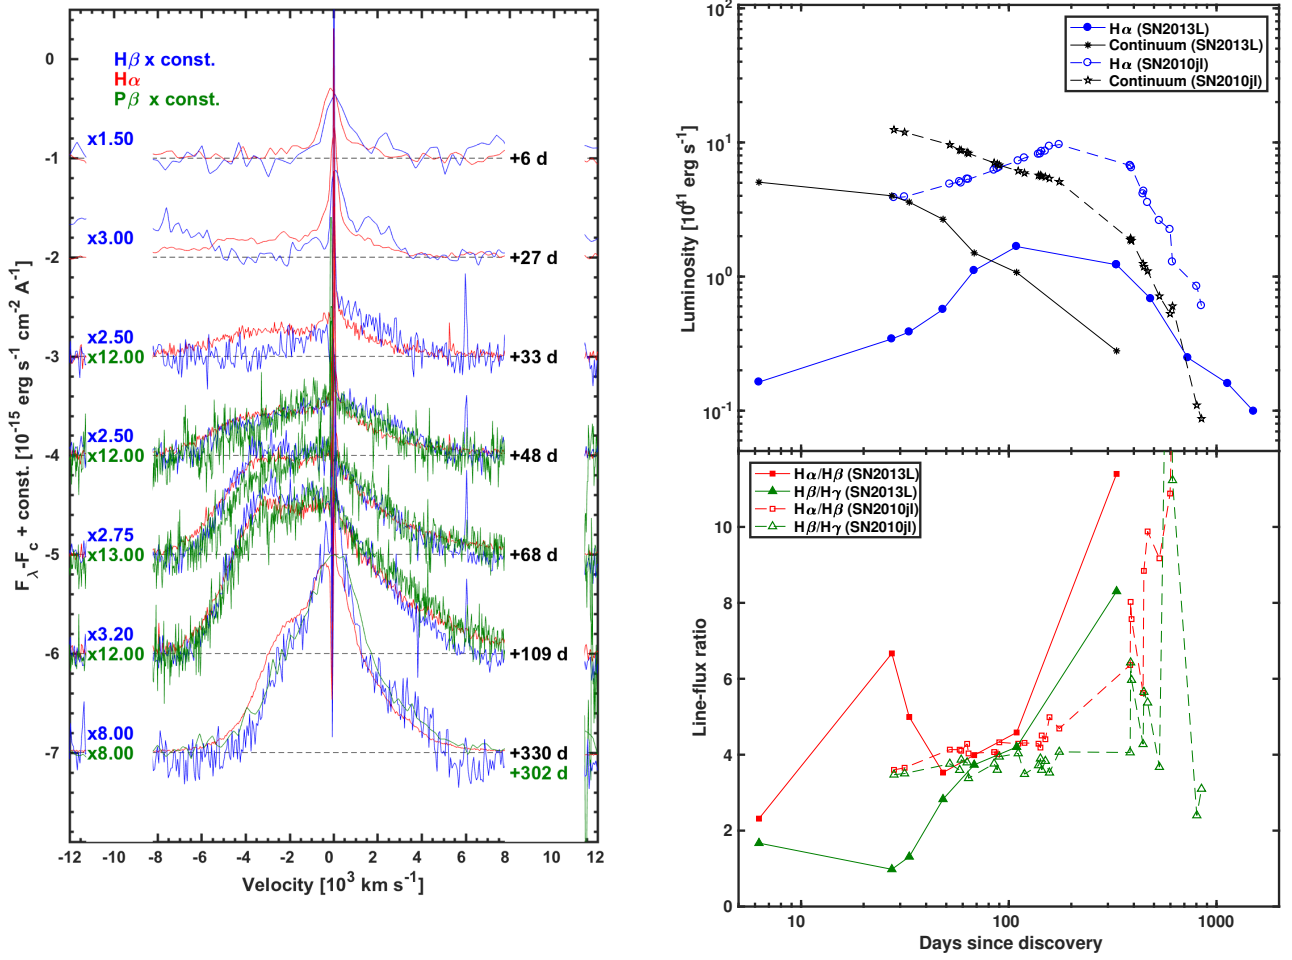 Hβ x const.
Hα
Pβ x const.
x1.50
+6 d
x3.00
+27 d
x2.50
x12.00
+33 d
x2.50
x12.00
+48 d
x2.75
x13.00
+68 d
x3.20
x12.00
+109 d
x8.00
x8.00
+330 d
+302 d
0
-1
-2
-3
-4
-5
-6
-7
F_λ-F_c + const. [10^-15 erg s^-1 cm^-2 A^-1]
-12 -10 -8 -6 -4 -2 0 2 4 6 8 10 12
Velocity [10^3 km s^-1]
Hα (SN2013L)
Continuum (SN2013L)
Hα (SN2010jl)
Continuum (SN2010jl)
10^2
10^1
10^0
10^-1
Luminosity [10^41 erg s^-1]
Hα/Hβ (SN2013L)
Hβ/Hγ (SN2013L)
Hα/Hβ (SN2010jl)
Hβ/Hγ (SN2010jl)
10
8
6
4
2
0
Line-flux ratio
10 100 1000
Days since discovery